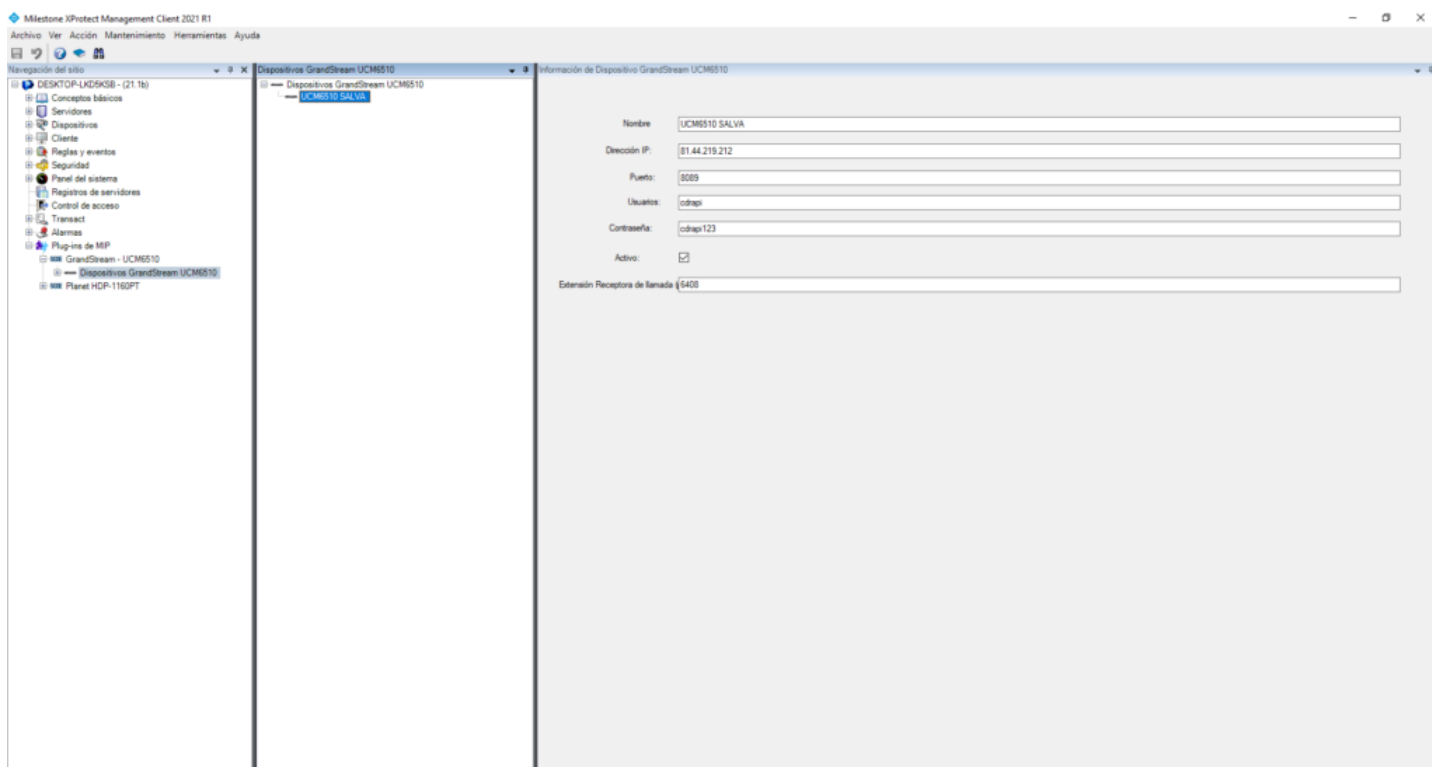 Milestone XProtect Management Client 2021 R1
Archivo Ver Acción Mantenimiento Herramientas Ayuda
Navegación del sitio
DESKTOP-LKD5KSB - (21.1b)
Conceptos básicos
Servidores
Dispositivos
Cliente
Reglas y eventos
Seguridad
Panel del sistema
Registros de servidores
Control de acceso
Transact
Alarmas
Plug-ins de MIP
GrandStream - UCM6510
Dispositivos GrandStream UCM6510
Planet HDP-1160PT
Dispositivos GrandStream UCM6510
Dispositivos GrandStream UCM6510
UCM6510 SALVA
Información de Dispositivo GrandStream UCM6510
Nombre UCM6510 SALVA
Dirección IP: 81.44.219.212
Puerto: 8089
Usuarios: cdrapi
Contraseña: cdrapi123
Activo:
Extensión Receptora de llamada 6408